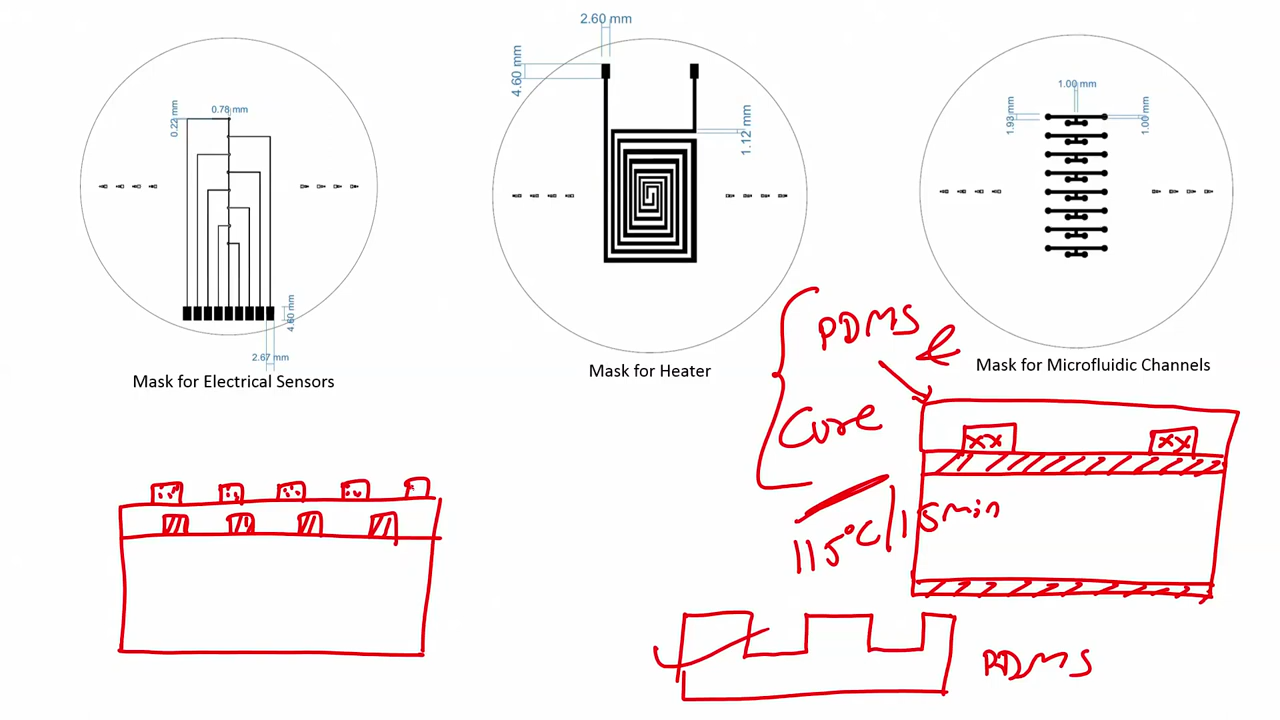 2.60 mm
4.60 mm
1.12 mm
0.78 mm
0.22 mm
4.60 mm
2.67 mm
1.00 mm
1.93 mm
1.00 mm
Mask for Electrical Sensors
Mask for Heater
Mask for Microfluidic Channels
PDMS
Cure
115°C/15min
XX
XX
PDMS